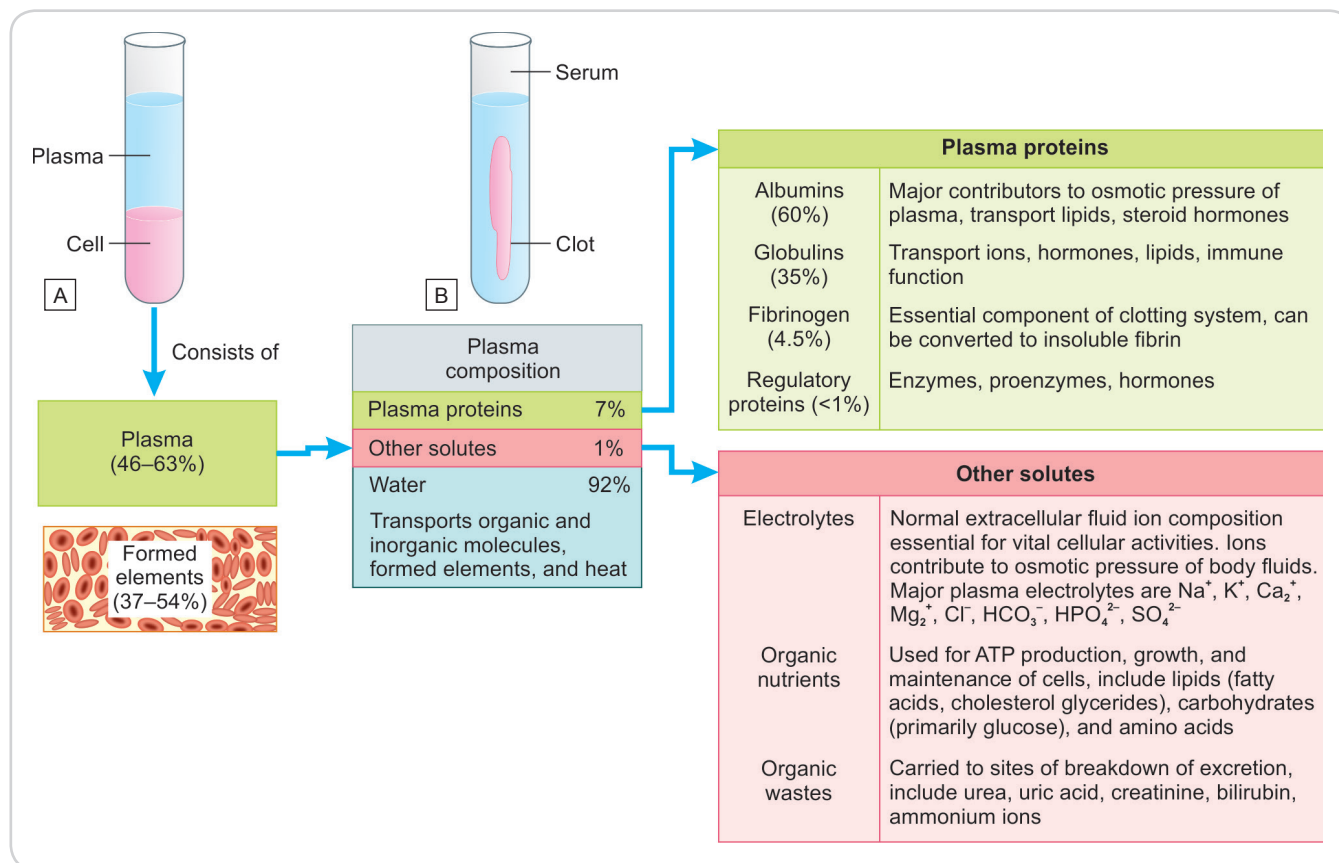 Plasma
Cell
A
Serum
Clot
B
Consists of
Plasma
(46–63%)
Formed
elements
(37–54%)
Plasma
composition
Plasma proteins 7%
Other solutes 1%
Water 92%
Transports organic and
inorganic molecules,
formed elements, and heat
Plasma proteins
Albumins
(60%)
Major contributors to osmotic pressure of
plasma, transport lipids, steroid hormones
Globulins
(35%)
Transport ions, hormones, lipids, immune
function
Fibrinogen
(4.5%)
Essential component of clotting system, can
be converted to insoluble fibrin
Regulatory
proteins (<1%)
Enzymes, proenzymes, hormones
Other solutes
Electrolytes
Normal extracellular fluid ion composition
essential for vital cellular activities. Ions
contribute to osmotic pressure of body fluids.
Major plasma electrolytes are Na⁺, K⁺, Ca₂⁺,
Mg₂⁺, Cl⁻, HCO₃⁻, HPO₄²⁻, SO₄²⁻
Organic
nutrients
Used for ATP production, growth, and
maintenance of cells, include lipids (fatty
acids, cholesterol glycerides), carbohydrates
(primarily glucose), and amino acids
Organic
wastes
Carried to sites of breakdown of excretion,
include urea, uric acid, creatinine, bilirubin,
ammonium ions